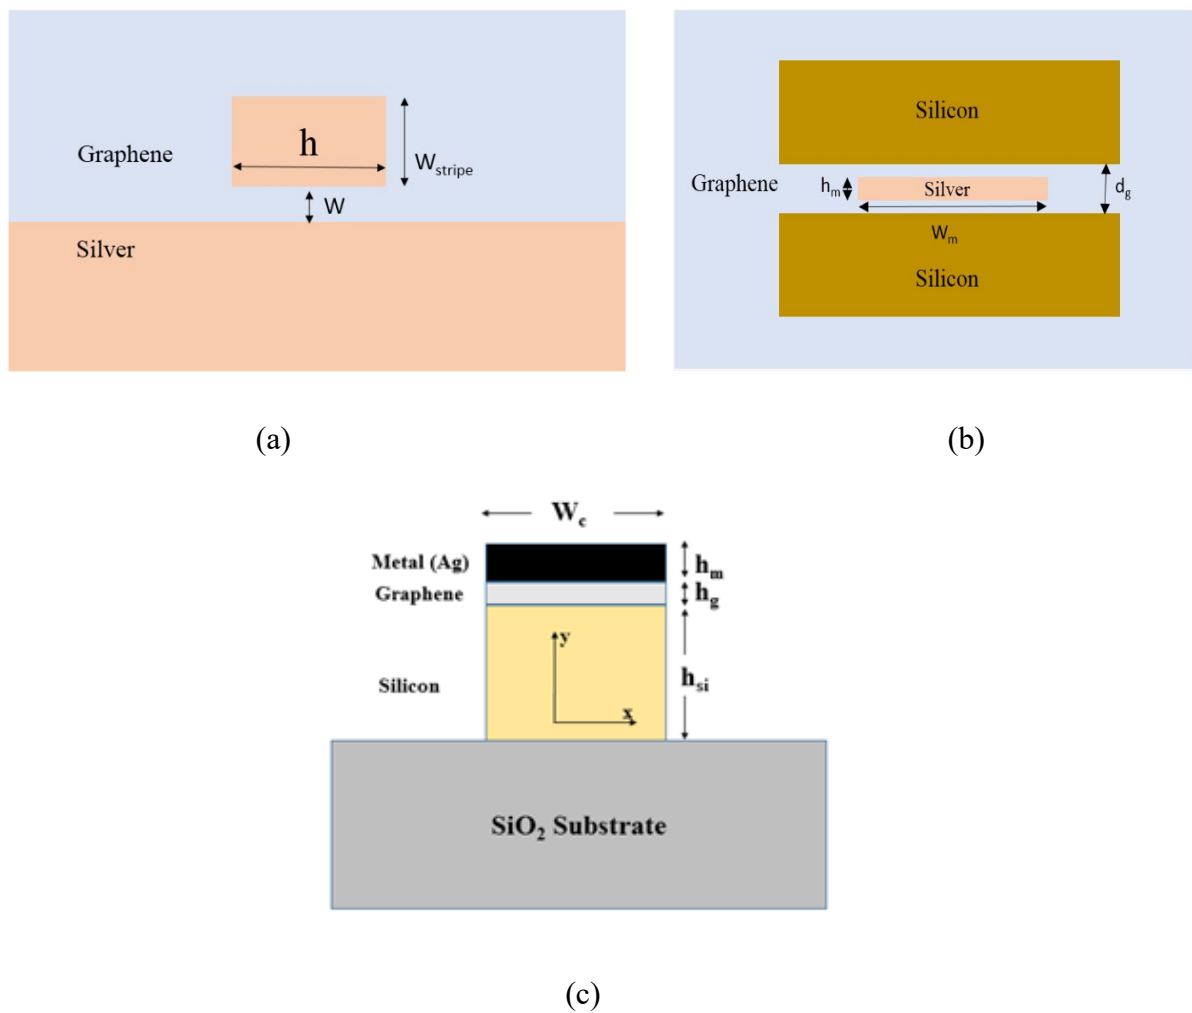 Graphene
h
Wstripe
W
Silver
Silicon
Graphene
hm
Silver
dg
Wm
Silicon
(a)
(b)
Wc
Metal (Ag)
hm
Graphene
hg
y
Silicon
x
hsi
SiO2 Substrate
(c)